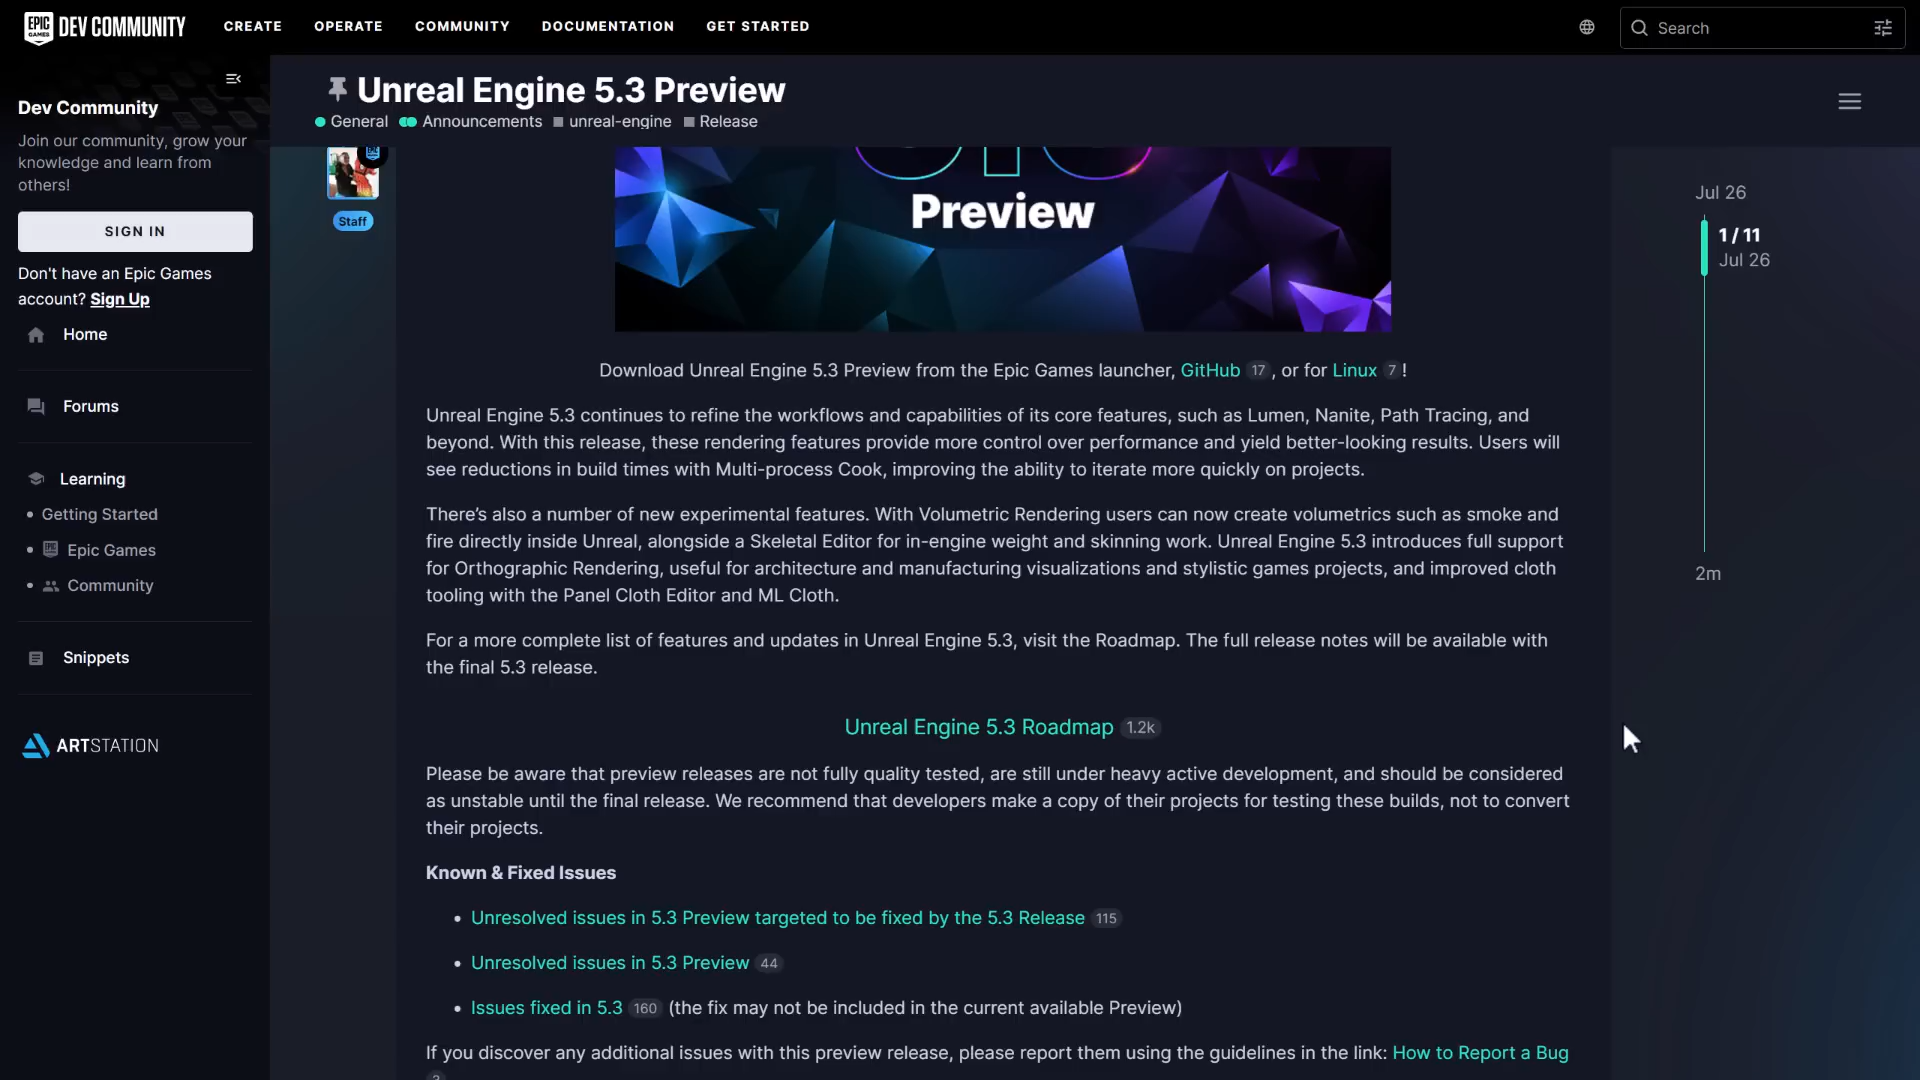 EPIC GAMES DEV COMMUNITY
CREATE
OPERATE
COMMUNITY
DOCUMENTATION
GET STARTED
Search
Dev Community
Join our community, grow your
knowledge and learn from
others!
SIGN IN
Don't have an Epic Games
account? Sign Up
Home
Forums
Learning
Getting Started
Epic Games
Community
Snippets
ARTSTATION
Unreal Engine 5.3 Preview
General
Announcements
unreal-engine
Release
Staff
Preview
Download Unreal Engine 5.3 Preview from the Epic Games launcher, GitHub 17 , or for Linux 7 !
Unreal Engine 5.3 continues to refine the workflows and capabilities of its core features, such as Lumen, Nanite, Path Tracing, and
beyond. With this release, these rendering features provide more control over performance and yield better-looking results. Users will
see reductions in build times with Multi-process Cook, improving the ability to iterate more quickly on projects.
There’s also a number of new experimental features. With Volumetric Rendering users can now create volumetrics such as smoke and
fire directly inside Unreal, alongside a Skeletal Editor for in-engine weight and skinning work. Unreal Engine 5.3 introduces full support
for Orthographic Rendering, useful for architecture and manufacturing visualizations and stylistic games projects, and improved cloth
tooling with the Panel Cloth Editor and ML Cloth.
For a more complete list of features and updates in Unreal Engine 5.3, visit the Roadmap. The full release notes will be available with
the final 5.3 release.
Unreal Engine 5.3 Roadmap 1.2k
Please be aware that preview releases are not fully quality tested, are still under heavy active development, and should be considered
as unstable until the final release. We recommend that developers make a copy of their projects for testing these builds, not to convert
their projects.
Known & Fixed Issues
• Unresolved issues in 5.3 Preview targeted to be fixed by the 5.3 Release 115
• Unresolved issues in 5.3 Preview 44
• Issues fixed in 5.3 160 (the fix may not be included in the current available Preview)
If you discover any additional issues with this preview release, please report them using the guidelines in the link: How to Report a Bug
Jul 26
1 / 11
Jul 26
2m